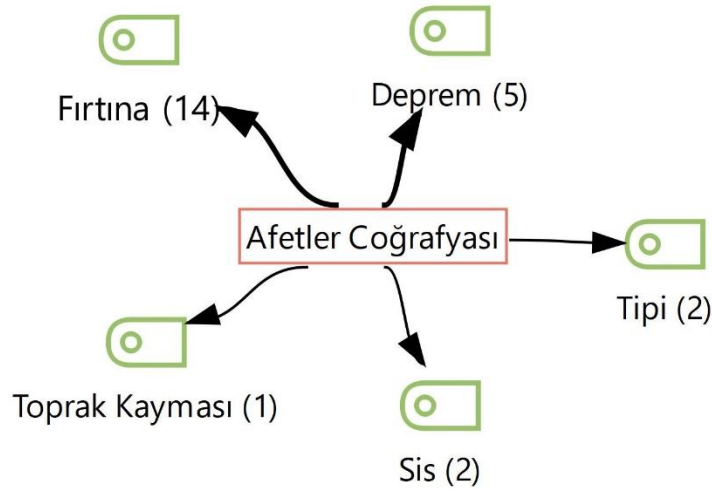 Fırtına (14)
Deprem (5)
Afetler Coğrafyası
Tipi (2)
Toprak Kayması (1)
Sis (2)